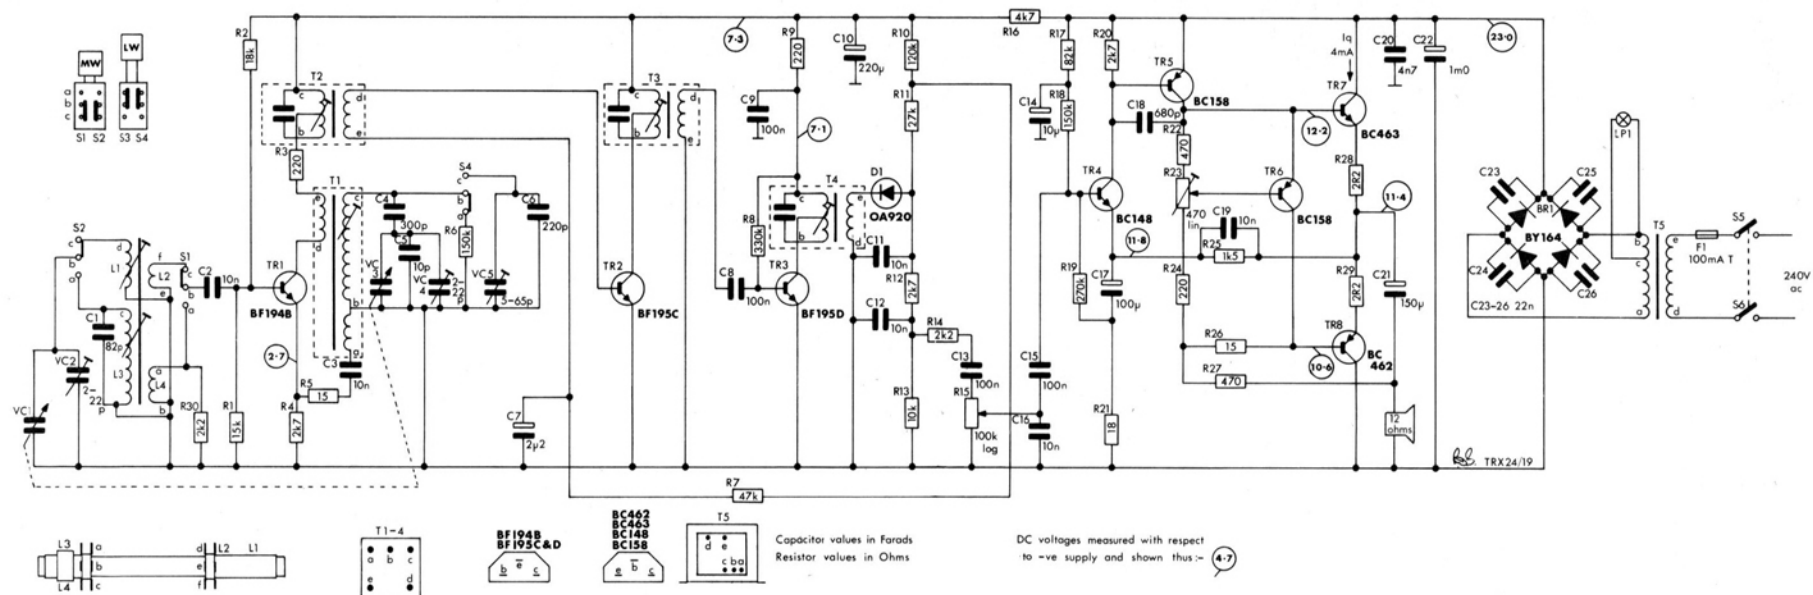 MW
LW
a
b
c
S1 S2
S3 S4
R2
18k
T2
c
d
b
e
R3
220
T1
e
d
c
b
a
S4
c
b
a
C4
300p
C5
10p
R6
150k
C6
220p
VC
3
VC
4
2-
22
p
VC5
5-65p
S2
c
b
a
d
L1
f
L2
e
S1
c
b
a
C2
10n
TR1
BF194B
C1
82p
c
L3
VC2
2-
22
p
VC1
a
L4
b
R30
2k2
R1
15k
2·7
R4
2k7
R5
15
C3
10n
C7
2µ2
7·3
T3
c
d
b
e
TR2
BF195C
R9
220
C9
100n
C10
220µ
7·1
R8
330k
T4
c
e
b
d
C8
100n
TR3
BF195D
D1
OA920
R10
120k
R11
27k
C11
10n
R12
2k7
C12
10n
R14
2k2
C13
100n
R13
10k
R15
100k
log
R7
47k
4k7
R16
R17
82k
C14
10µ
R18
150k
R20
2k7
TR4
BC148
11·8
R19
270k
C17
100µ
C15
100n
C16
10n
R21
18
TR5
BC158
C18
680p
R22
470
R23
470
lin
C19
10n
R25
1k5
R24
220
R26
15
R27
470
TR6
BC158
12·2
10·6
Iq
4mA
TR7
BC463
R28
2R2
11·4
R29
2R2
TR8
BC
462
C21
150µ
12
ohms
C20
4n7
C22
1m0
23·0
C23
C25
BR1
BY164
C24
C26
C23-26 22n
LP1
T5
b
c
a
e
d
F1
100mA T
S5
S6
240V
ac
TRX24/19
L3
L4
a
b
c
d
e
f
L2
L1
T1-4
a b c
e d
BF194B
BF195C&D
b e c
BC462
BC463
BC148
BC158
e b c
T5
d e
c b a
Capacitor values in Farads
Resistor values in Ohms
DC voltages measured with respect
to -ve supply and shown thus:- 4·7